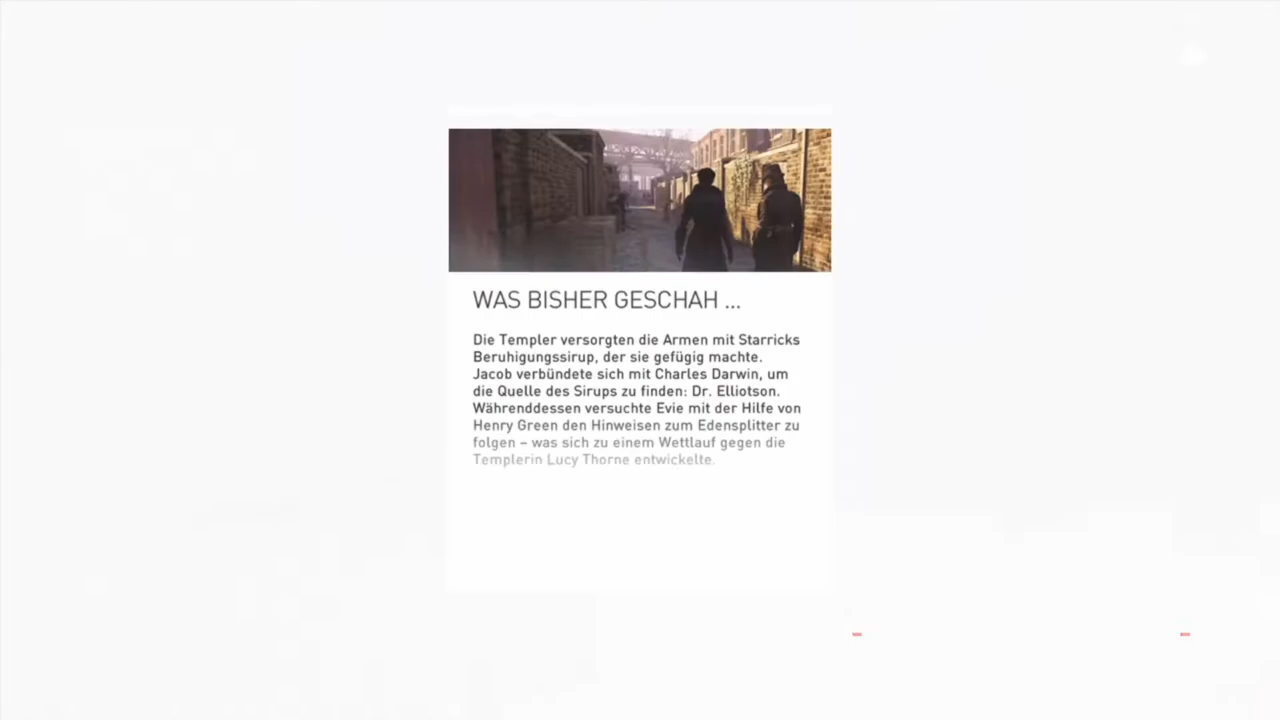 WAS BISHER GESCHAH ...
Die Templer versorgten die Armen mit Starricks
Beruhigungssirup, der sie gefügig machte.
Jacob verbündete sich mit Charles Darwin, um
die Quelle des Sirups zu finden: Dr. Elliotson.
Währenddessen versuchte Evie mit der Hilfe von
Henry Green den Hinweisen zum Edensplitter zu
folgen – was sich zu einem Wettlauf gegen die
Templerin Lucy Thorne entwickelte.